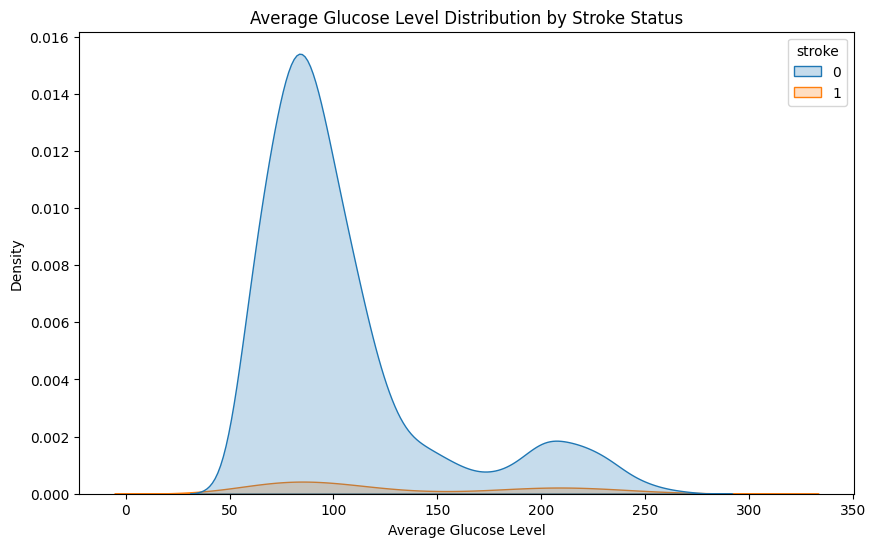 Average Glucose Level Distribution by Stroke Status
0.016
0.014
0.012
0.010
0.008
0.006
0.004
0.002
0.000
Density
stroke
0
1
0 50 100 150 200 250 300 350
Average Glucose Level